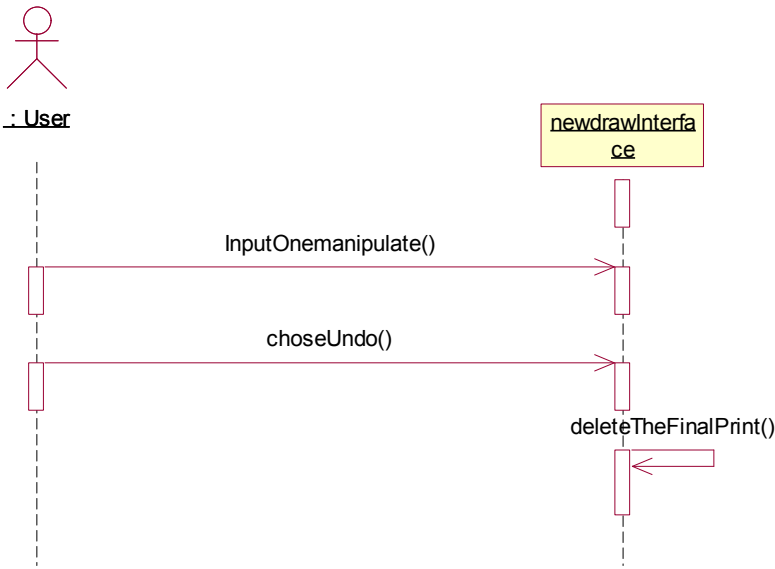 : User
newdrawInterfa
ce
InputOnemanipulate()
choseUndo()
deleteTheFinalPrint()